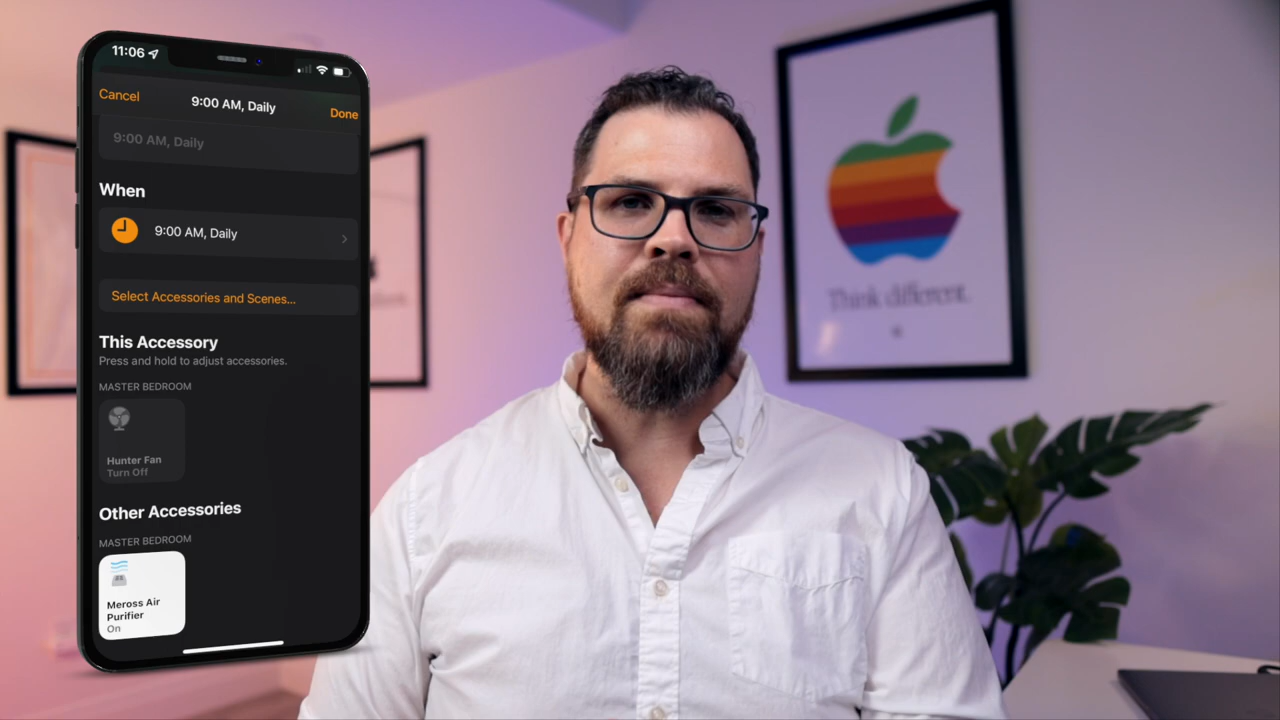 11:06
Cancel
9:00 AM, Daily
Done
9:00 AM, Daily
When
9:00 AM, Daily
Select Accessories and Scenes...
This Accessory
Press and hold to adjust accessories.
MASTER BEDROOM
Hunter Fan
Turn Off
Other Accessories
MASTER BEDROOM
Meross Air
Purifier
On
Think different.